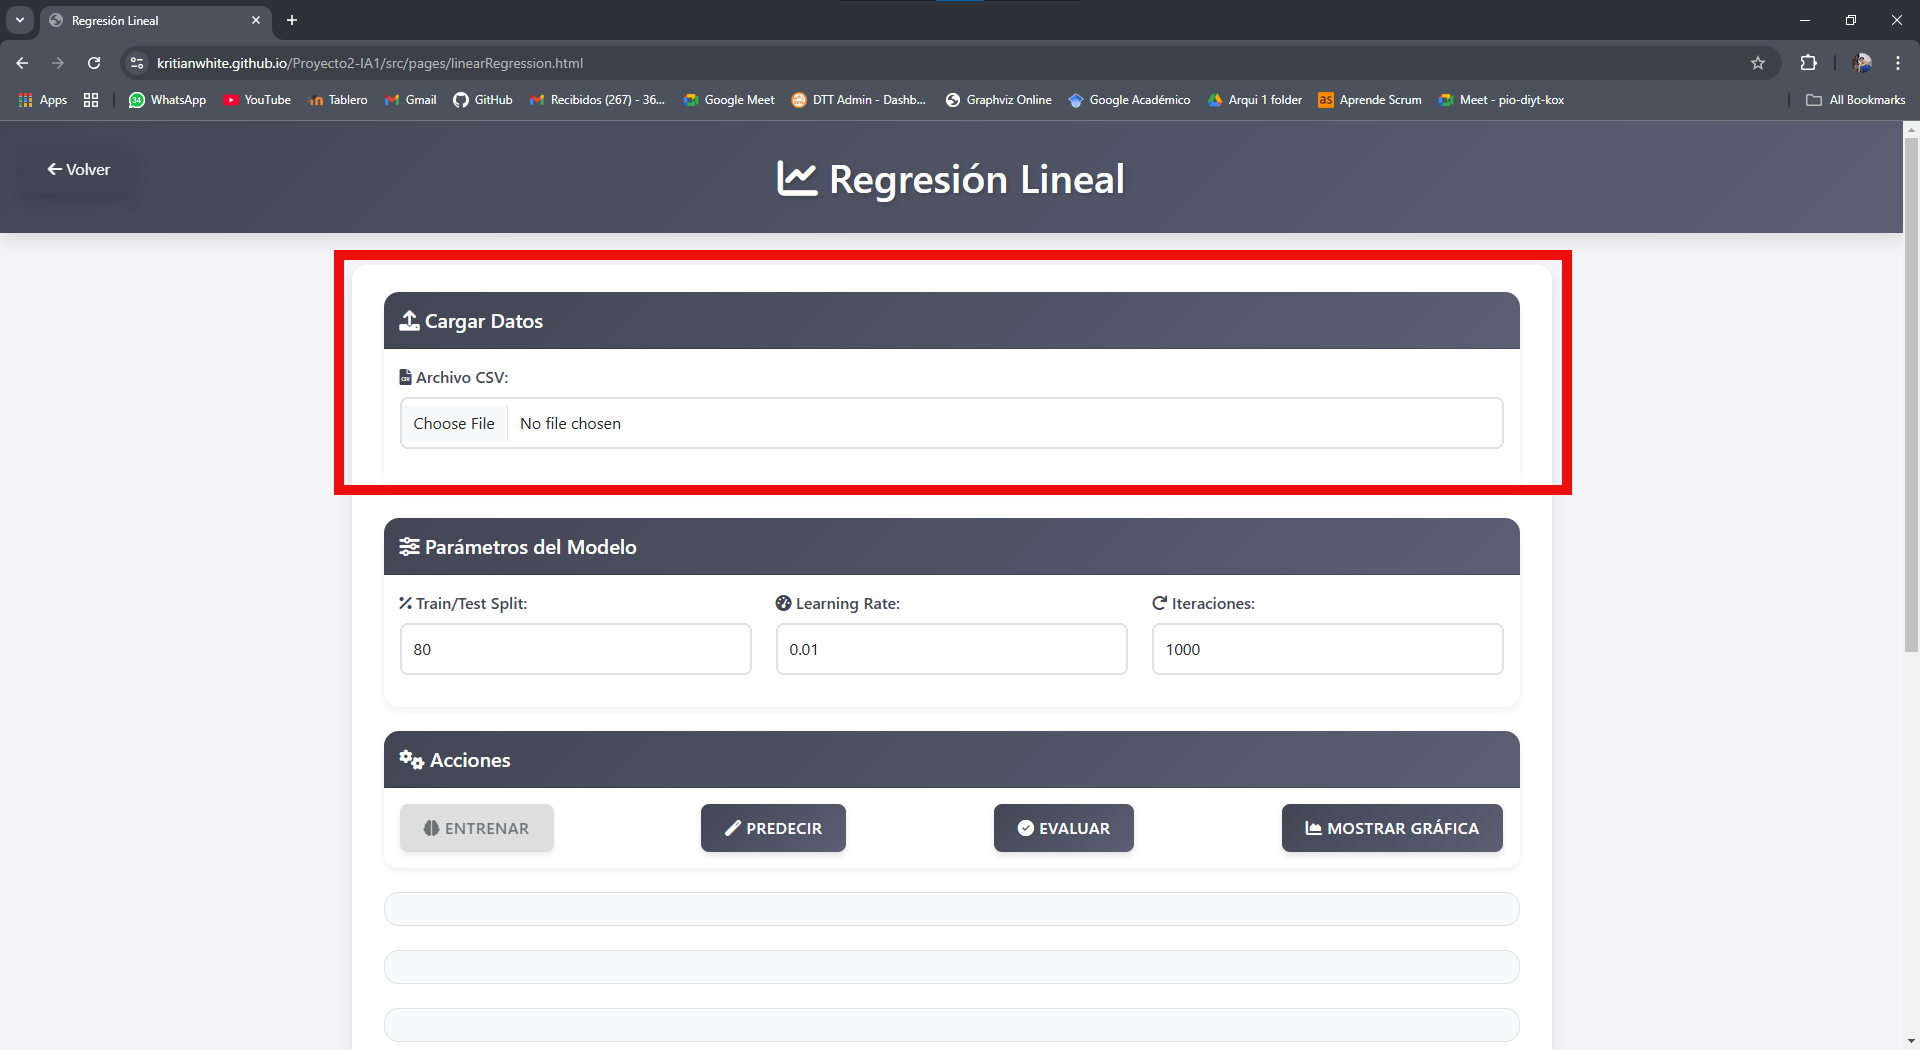 Regresión Lineal
kritianwhite.github.io/Proyecto2-IA1/src/pages/linearRegression.html
Apps WhatsApp YouTube Tablero Gmail GitHub Recibidos (267) - 36... Google Meet DTT Admin - Dashb... Graphviz Online Google Académico Arqui 1 folder as Aprende Scrum Meet - pio-diyt-kox All Bookmarks
Volver
Regresión Lineal
Cargar Datos
Archivo CSV:
Choose File No file chosen
Parámetros del Modelo
Train/Test Split: Learning Rate: Iteraciones:
80 0.01 1000
Acciones
ENTRENAR PREDECIR EVALUAR MOSTRAR GRÁFICA